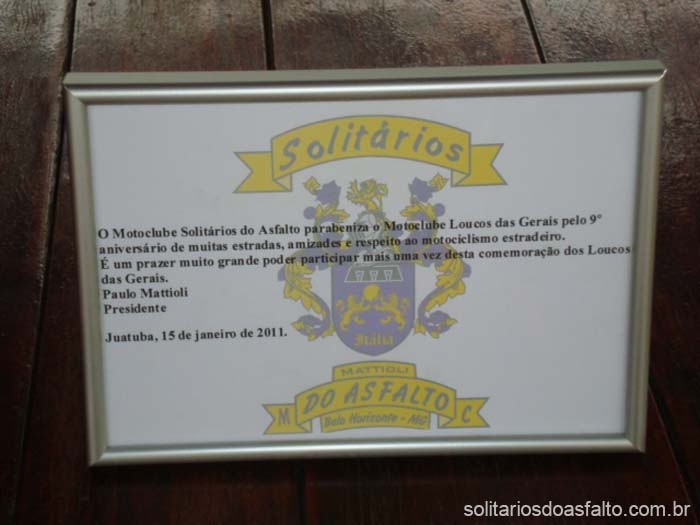 Solitários
O Motoclube Solitários do Asfalto parabeniza o Motoclube Loucos das Gerais pelo 9º
aniversário de muitas estradas, amizades e respeito ao motociclismo estradeiro.
É um prazer muito grande poder participar mais uma vez desta comemoração dos Loucos
das Gerais.
Paulo Mattioli
Presidente
Juatuba, 15 de janeiro de 2011.
Itália
MATTIOLI
M DO ASFALTO C
Belo Horizonte - MG
solitariosdoasfalto.com.br